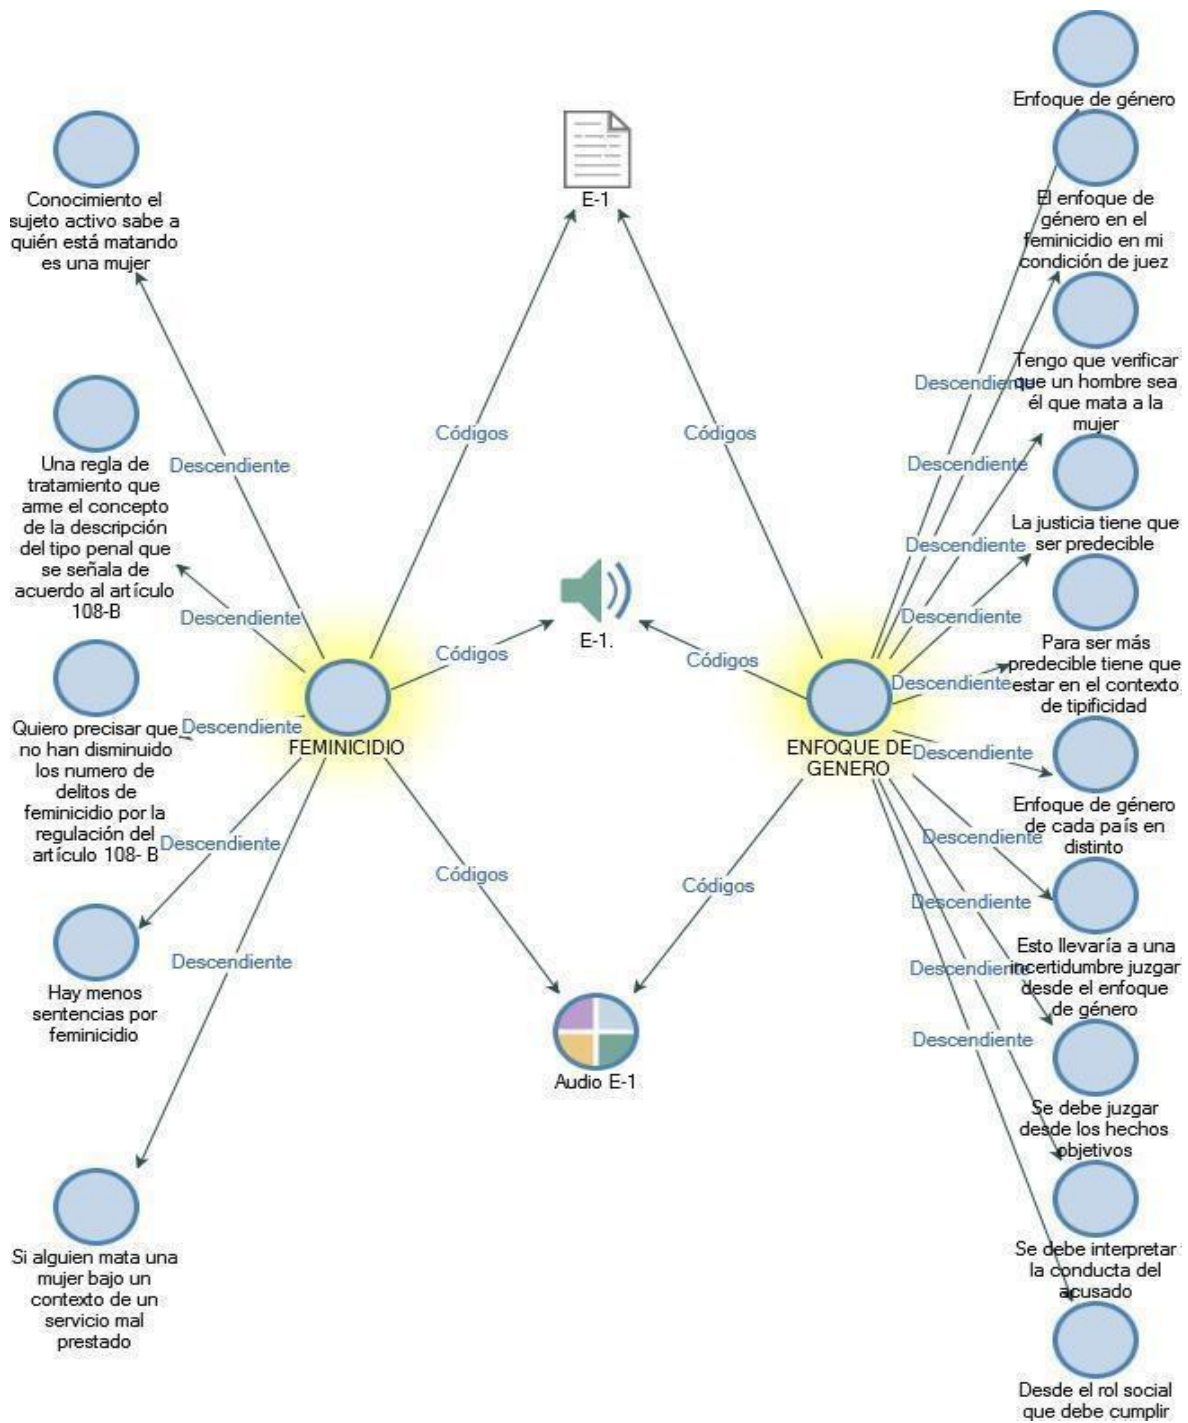 Enfoque de género
El enfoque de
género en el
feminicidio en mi
condición de juez
Conocimiento el
sujeto activo sabe a
quién está matando
es una mujer
E-1
Tengo que verificar
que un hombre sea
él que mata a la
mujer
Descendiente
Códigos
Códigos
Descendiente
Descendiente
Una regla de
tratamiento que
arme el concepto
de la descripción
del tipo penal que
se señala de
acuerdo al artículo
108-B
La justicia tiene que
ser predecible
Descendiente
Descendiente
Descendiente
E-1.
Para ser más
predecible tiene que
estar en el contexto
de tipificidad
Códigos
Códigos
Descendiente
Descendiente
FEMINICIDIO
ENFOQUE DE
GENERO
Quiero precisar que
no han disminuido
los numero de
delitos de
feminicidio por la
regulación del
artículo 108- B
Descendiente
Enfoque de género
de cada país en
distinto
Descendiente
Descendiente
Códigos
Códigos
Descendiente
Esto llevaría a una
incertidumbre juzgar
desde el enfoque
de género
Descendiente
Descendiente
Hay menos
sentencias por
feminicidio
Descendiente
Audio E-1
Se debe juzgar
desde los hechos
objetivos
Si alguien mata una
mujer bajo un
contexto de un
servicio mal
prestado
Se debe interpretar
la conducta del
acusado
Desde el rol social
que debe cumplir